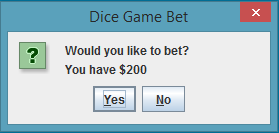 Dice Game Bet
Would you like to bet?
You have $200
Yes No